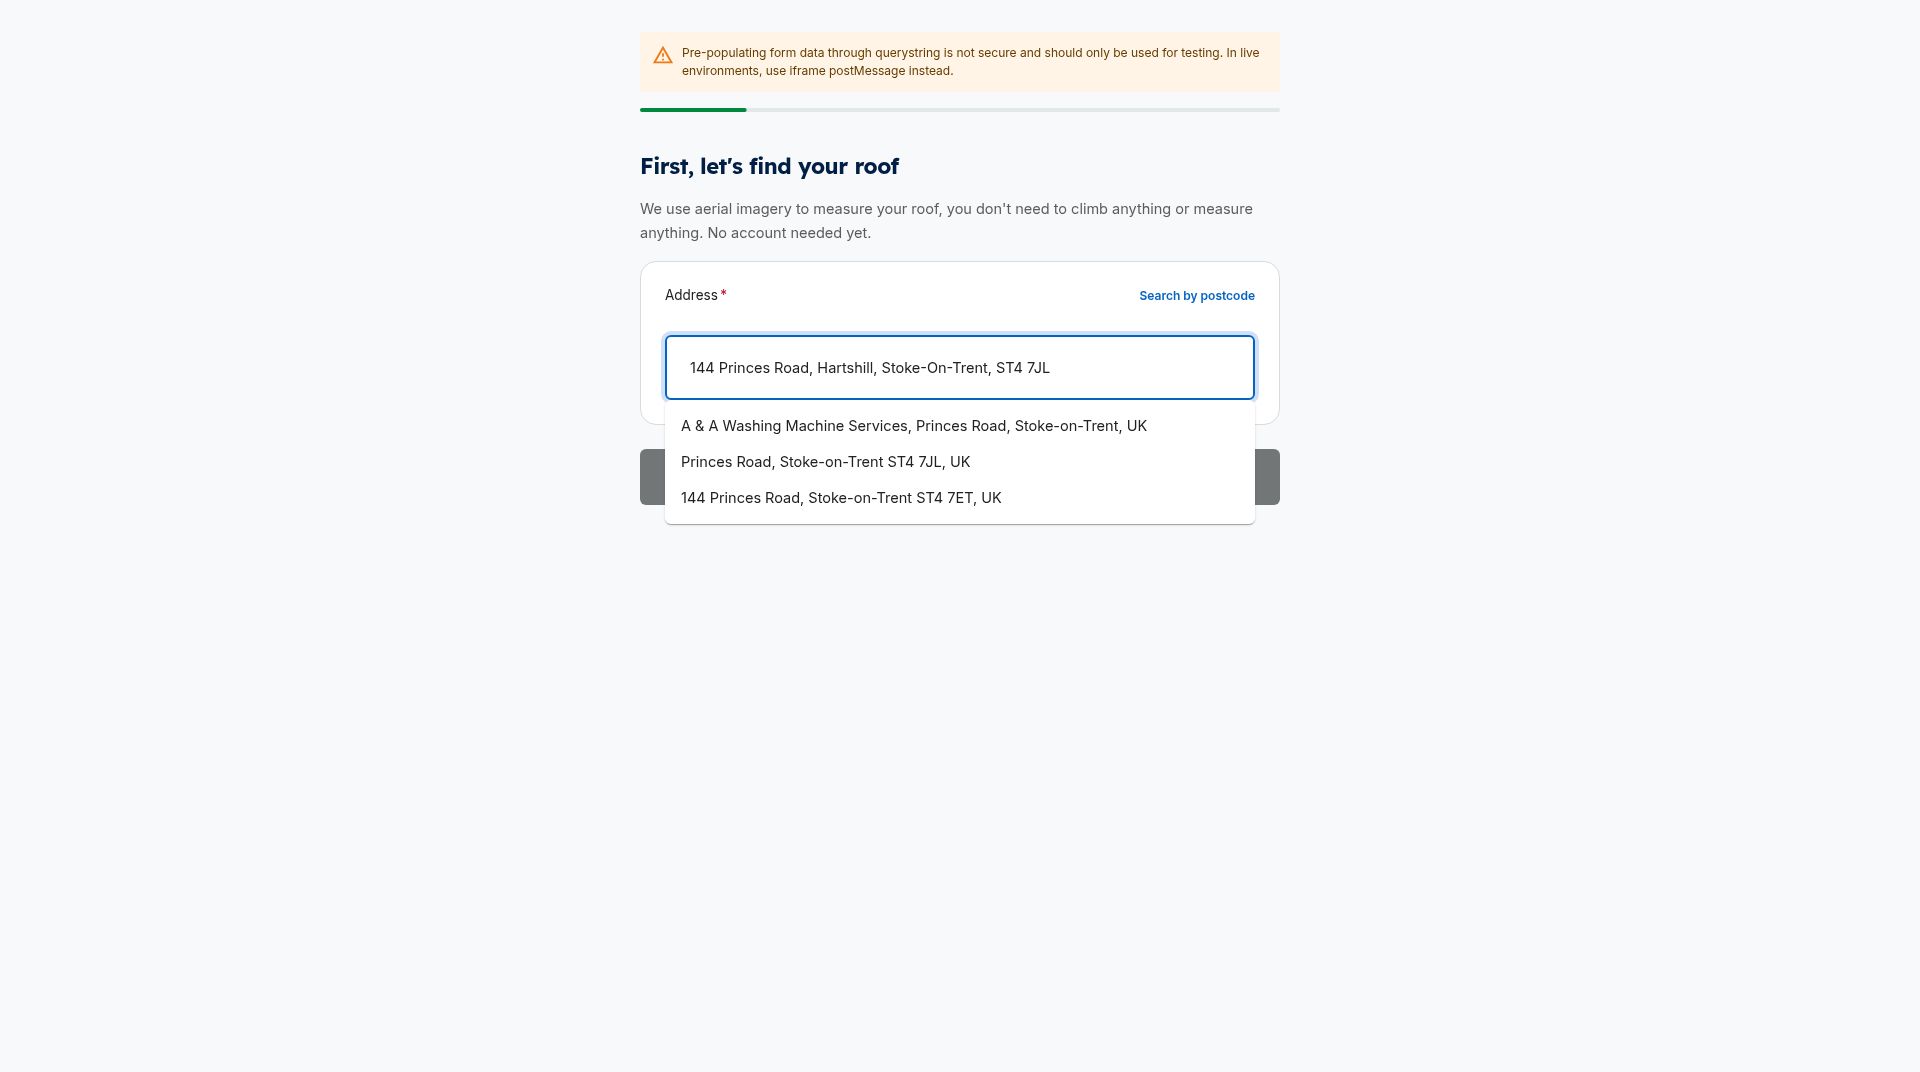 Pre-populating form data through querystring is not secure and should only be used for testing. In live
environments, use iframe postMessage instead.
First, let's find your roof
We use aerial imagery to measure your roof, you don't need to climb anything or measure
anything. No account needed yet.
Address*
Search by postcode
144 Princes Road, Hartshill, Stoke-On-Trent, ST4 7JL
A & A Washing Machine Services, Princes Road, Stoke-on-Trent, UK
Princes Road, Stoke-on-Trent ST4 7JL, UK
144 Princes Road, Stoke-on-Trent ST4 7ET, UK